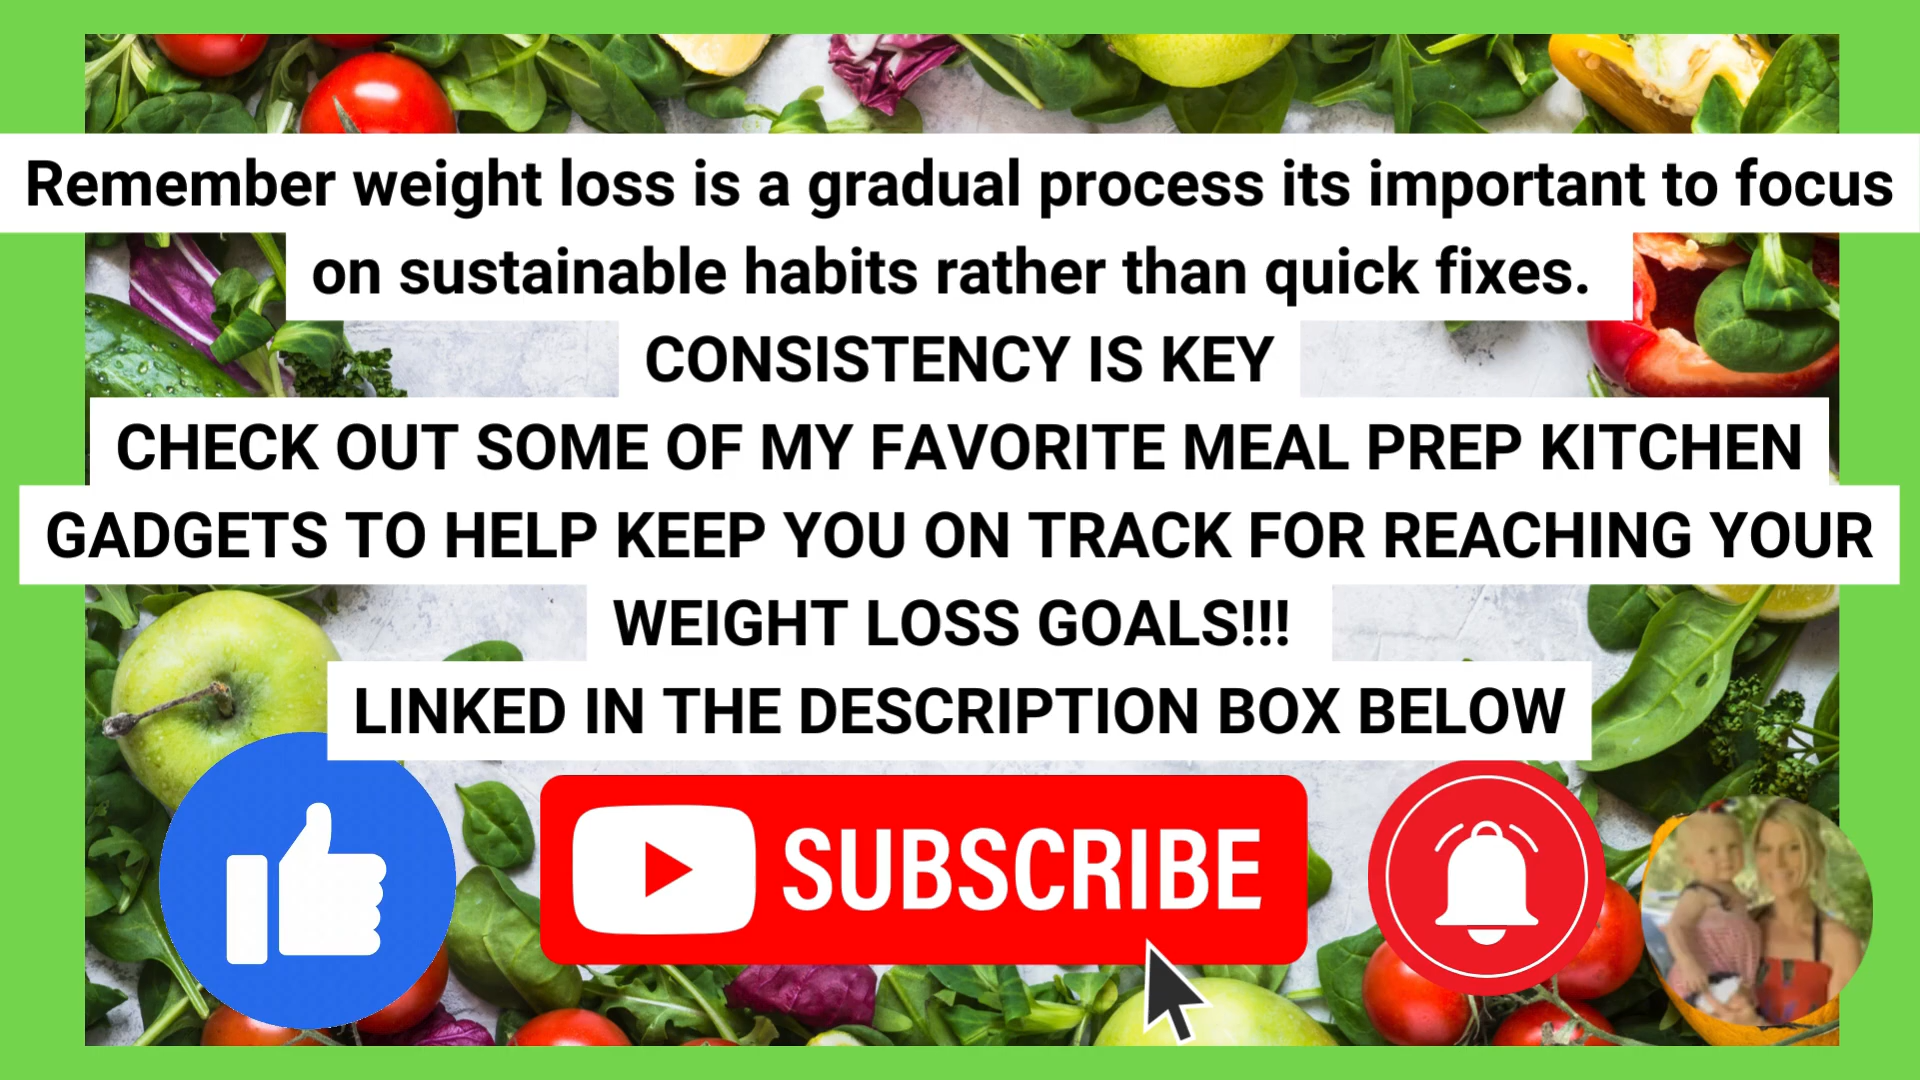 Remember weight loss is a gradual process its important to focus
on sustainable habits rather than quick fixes.
CONSISTENCY IS KEY
CHECK OUT SOME OF MY FAVORITE MEAL PREP KITCHEN
GADGETS TO HELP KEEP YOU ON TRACK FOR REACHING YOUR
WEIGHT LOSS GOALS!!!
LINKED IN THE DESCRIPTION BOX BELOW
SUBSCRIBE